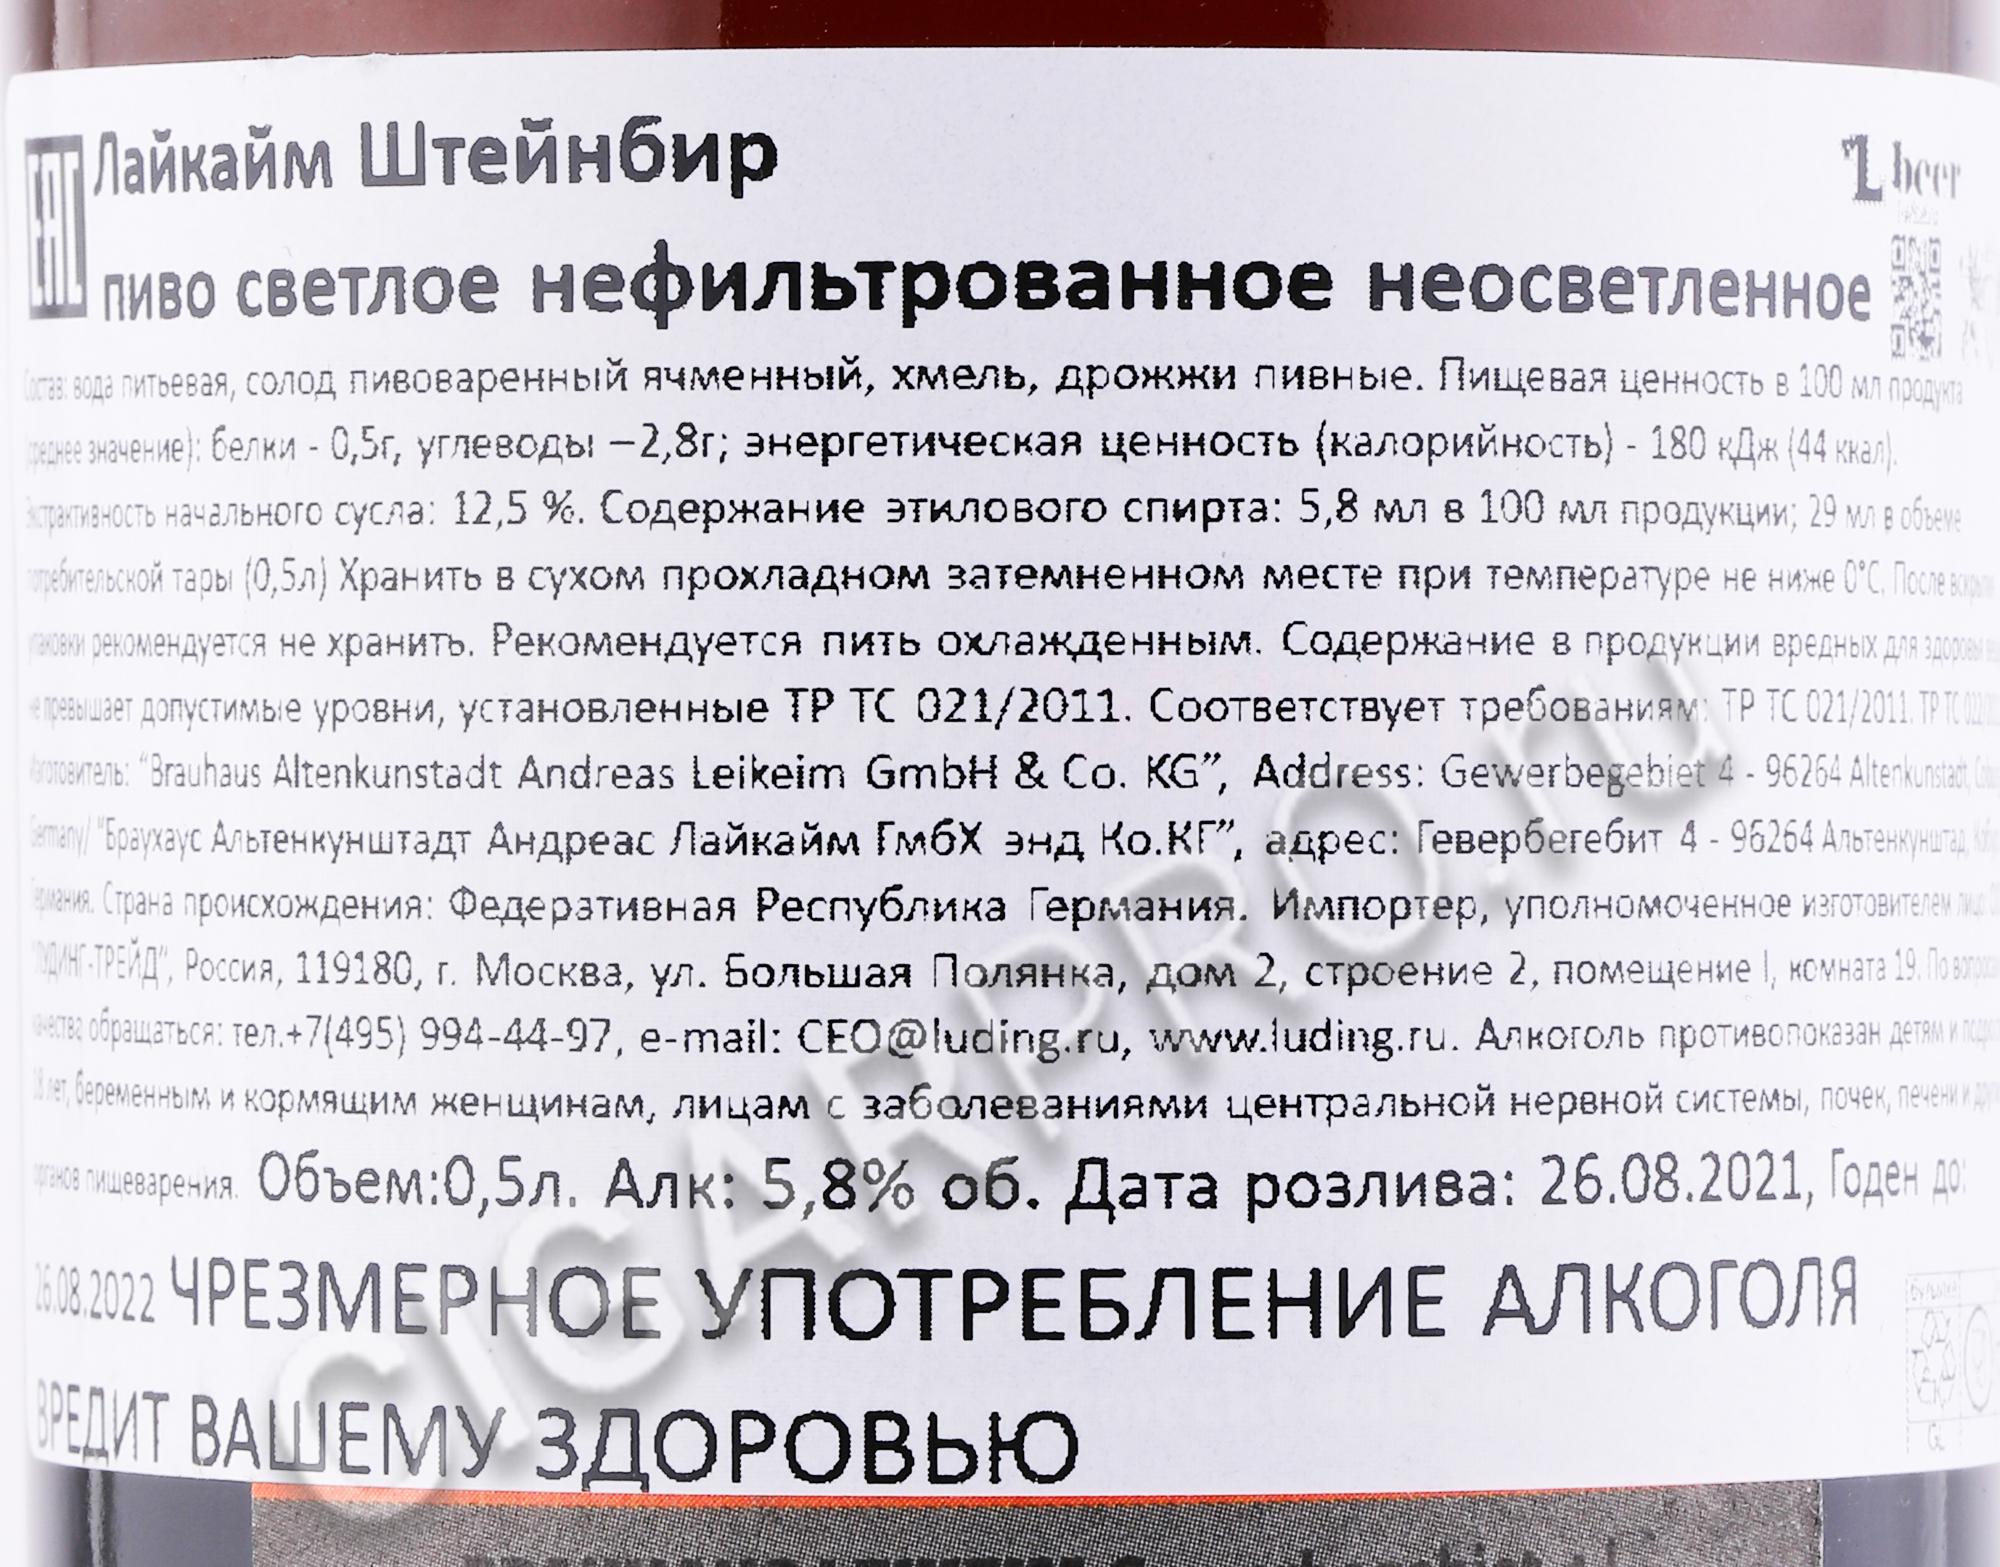 ЕАС
Лайкайм Штейнбир
L beer
пиво светлое нефильтрованное неосветленное
Состав: вода питьевая, солод пивоваренный ячменный, хмель, дрожжи пивные. Пищевая ценность в 100 мл продукта
(среднее значение): белки - 0,5г, углеводы –2,8г; энергетическая ценность (калорийность) - 180 кДж (44 ккал).
Экстрактивность начального сусла: 12,5 %. Содержание этилового спирта: 5,8 мл в 100 мл продукции; 29 мл в объеме
потребительской тары (0,5л) Хранить в сухом прохладном затемненном месте при температуре не ниже 0°С. После
упаковки рекомендуется не хранить. Рекомендуется пить охлажденным. Содержание в продукции вредных для здоровья
не превышает допустимые уровни, установленные ТР ТС 021/2011. Соответствует требованиям: ТР ТС 021/2011. ТР ТС
Изготовитель: “Brauhaus Altenkunstadt Andreas Leikeim GmbH & Co. KG”, Address: Gewerbegebiet 4 - 96264 Altenkunstadt,
Germany/ "Браухаус Альтенкунштадт Андреас Лайкайм ГмбХ энд Ко.КГ”, адрес: Гевербегебит 4 - 96264 Альтенкунштад,
Германия. Страна происхождения: Федеративная Республика Германия. Импортер, уполномоченное изготовителем лицо:
"ЛУДИНГ-ТРЕЙД”, Россия, 119180, г. Москва, ул. Большая Полянка, дом 2, строение 2, помещение I, комната 19. По
качества обращаться: тел.+7(495) 994-44-97, e-mail: CEO@luding.ru, www.luding.ru. Алкоголь противопоказан детям и
18 лет, беременным и кормящим женщинам, лицам с заболеваниями центральной нервной системы, почек, печени и
органов пищеварения. Объем:0,5л. Алк: 5,8% об. Дата розлива: 26.08.2021, Годен до:
26.08.2022 ЧРЕЗМЕРНОЕ УПОТРЕБЛЕНИЕ АЛКОГОЛЯ
ВРЕДИТ ВАШЕМУ ЗДОРОВЬЮ
GL
CIGARPRO.ru